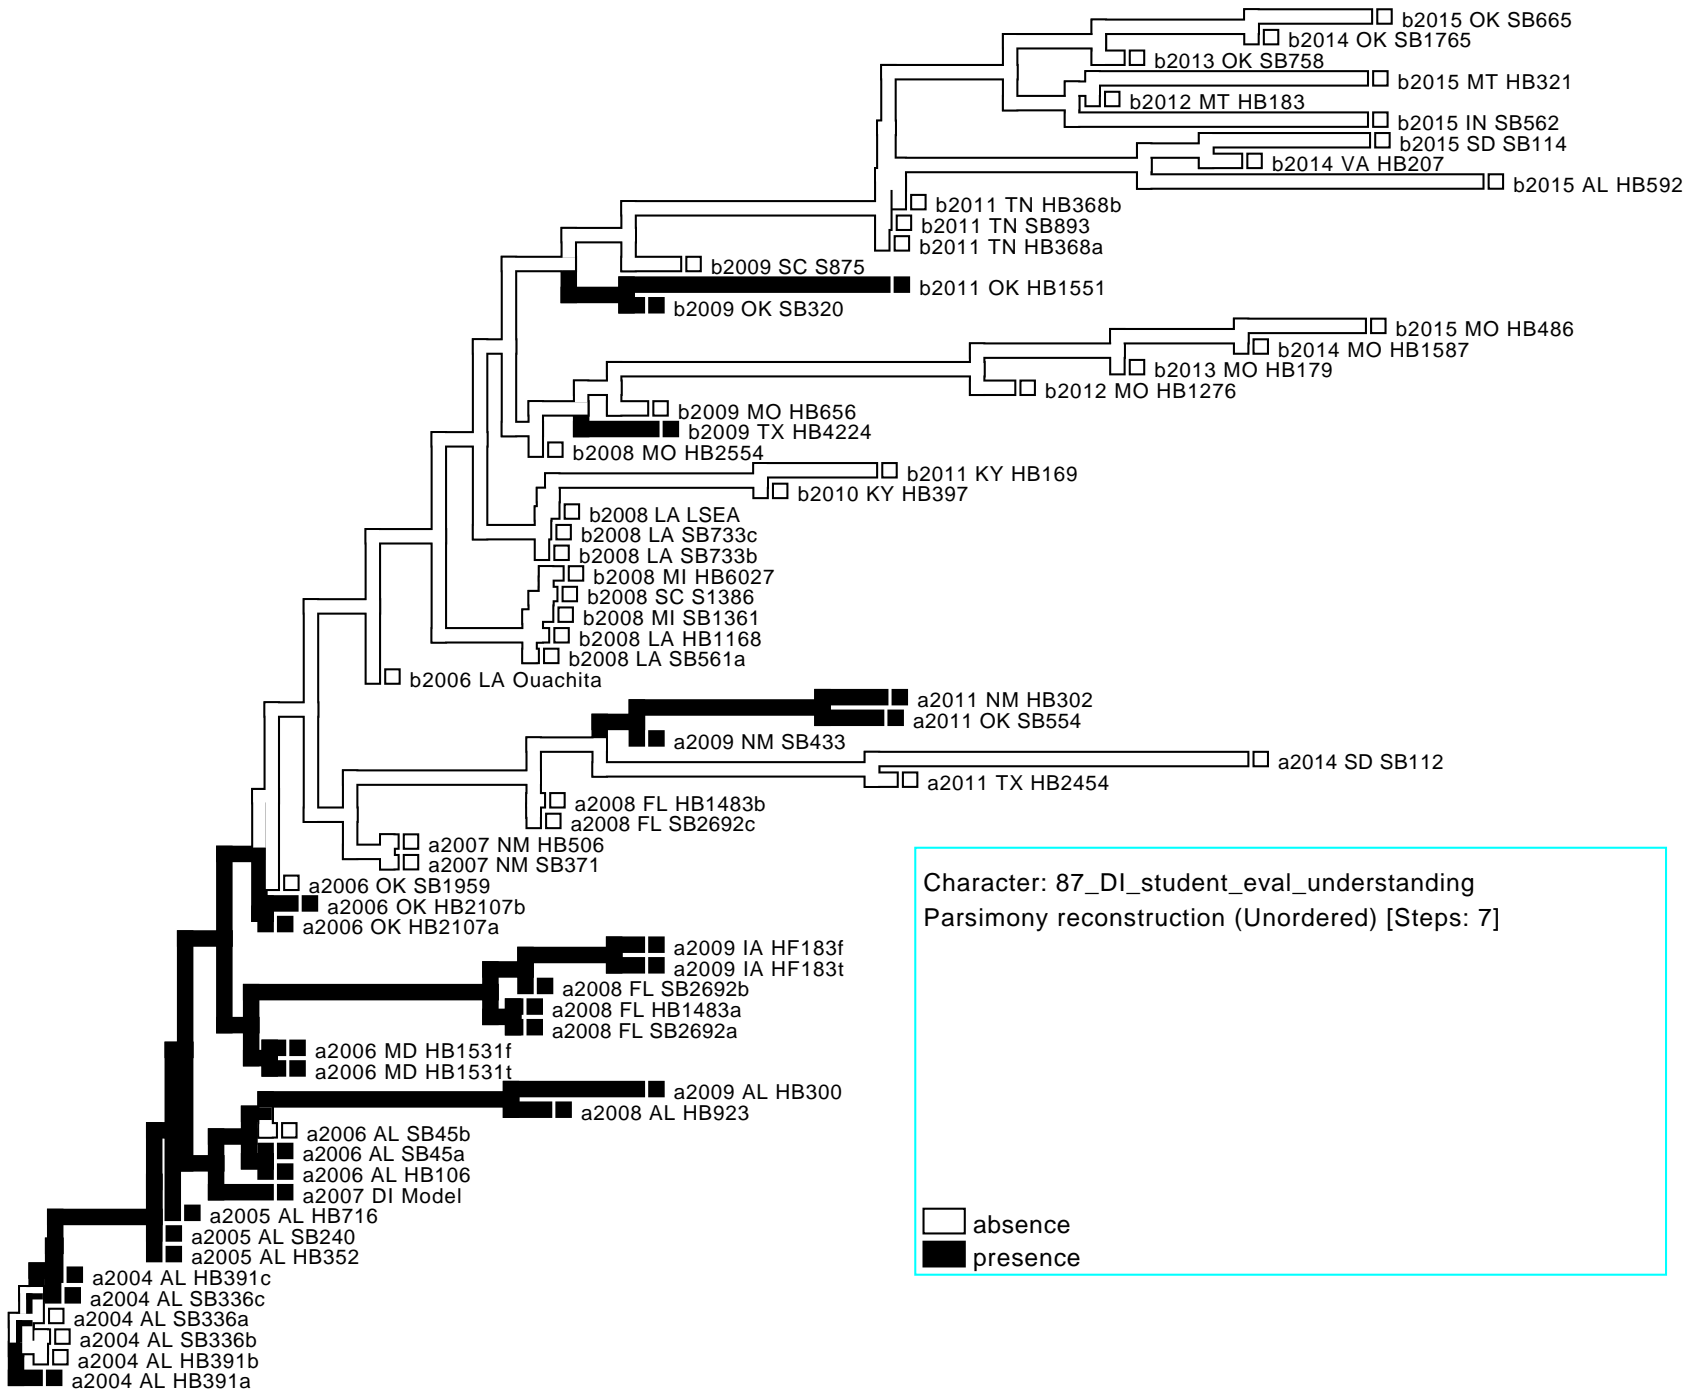 b2015 OK SB665
b2014 OK SB1765
b2013 OK SB758
b2015 MT HB321
b2012 MT HB183
b2015 IN SB562
b2015 SD SB114
b2014 VA HB207
b2015 AL HB592
b2011 TN HB368b
b2011 TN SB893
b2011 TN HB368a
b2009 SC S875
b2011 OK HB1551
b2009 OK SB320
b2015 MO HB486
b2014 MO HB1587
b2013 MO HB179
b2012 MO HB1276
b2009 MO HB656
b2009 TX HB4224
b2008 MO HB2554
b2011 KY HB169
b2010 KY HB397
b2008 LA LSEA
b2008 LA SB733c
b2008 LA SB733b
b2008 MI HB6027
b2008 SC S1386
b2008 MI SB1361
b2008 LA HB1168
b2008 LA SB561a
b2006 LA Ouachita
a2011 NM HB302
a2011 OK SB554
a2009 NM SB433
a2014 SD SB112
a2011 TX HB2454
a2008 FL HB1483b
a2008 FL SB2692c
a2007 NM HB506
a2007 NM SB371
a2006 OK SB1959
a2006 OK HB2107b
a2006 OK HB2107a
a2009 IA HF183f
a2009 IA HF183t
a2008 FL SB2692b
a2008 FL HB1483a
a2008 FL SB2692a
a2006 MD HB1531f
a2006 MD HB1531t
a2009 AL HB300
a2008 AL HB923
a2006 AL SB45b
a2006 AL SB45a
a2006 AL HB106
a2007 DI Model
a2005 AL HB716
a2005 AL SB240
a2005 AL HB352
a2004 AL HB391c
a2004 AL SB336c
a2004 AL SB336a
a2004 AL SB336b
a2004 AL HB391b
a2004 AL HB391a
Character: 87_DI_student_eval_understanding
Parsimony reconstruction (Unordered) [Steps: 7]
absence
presence